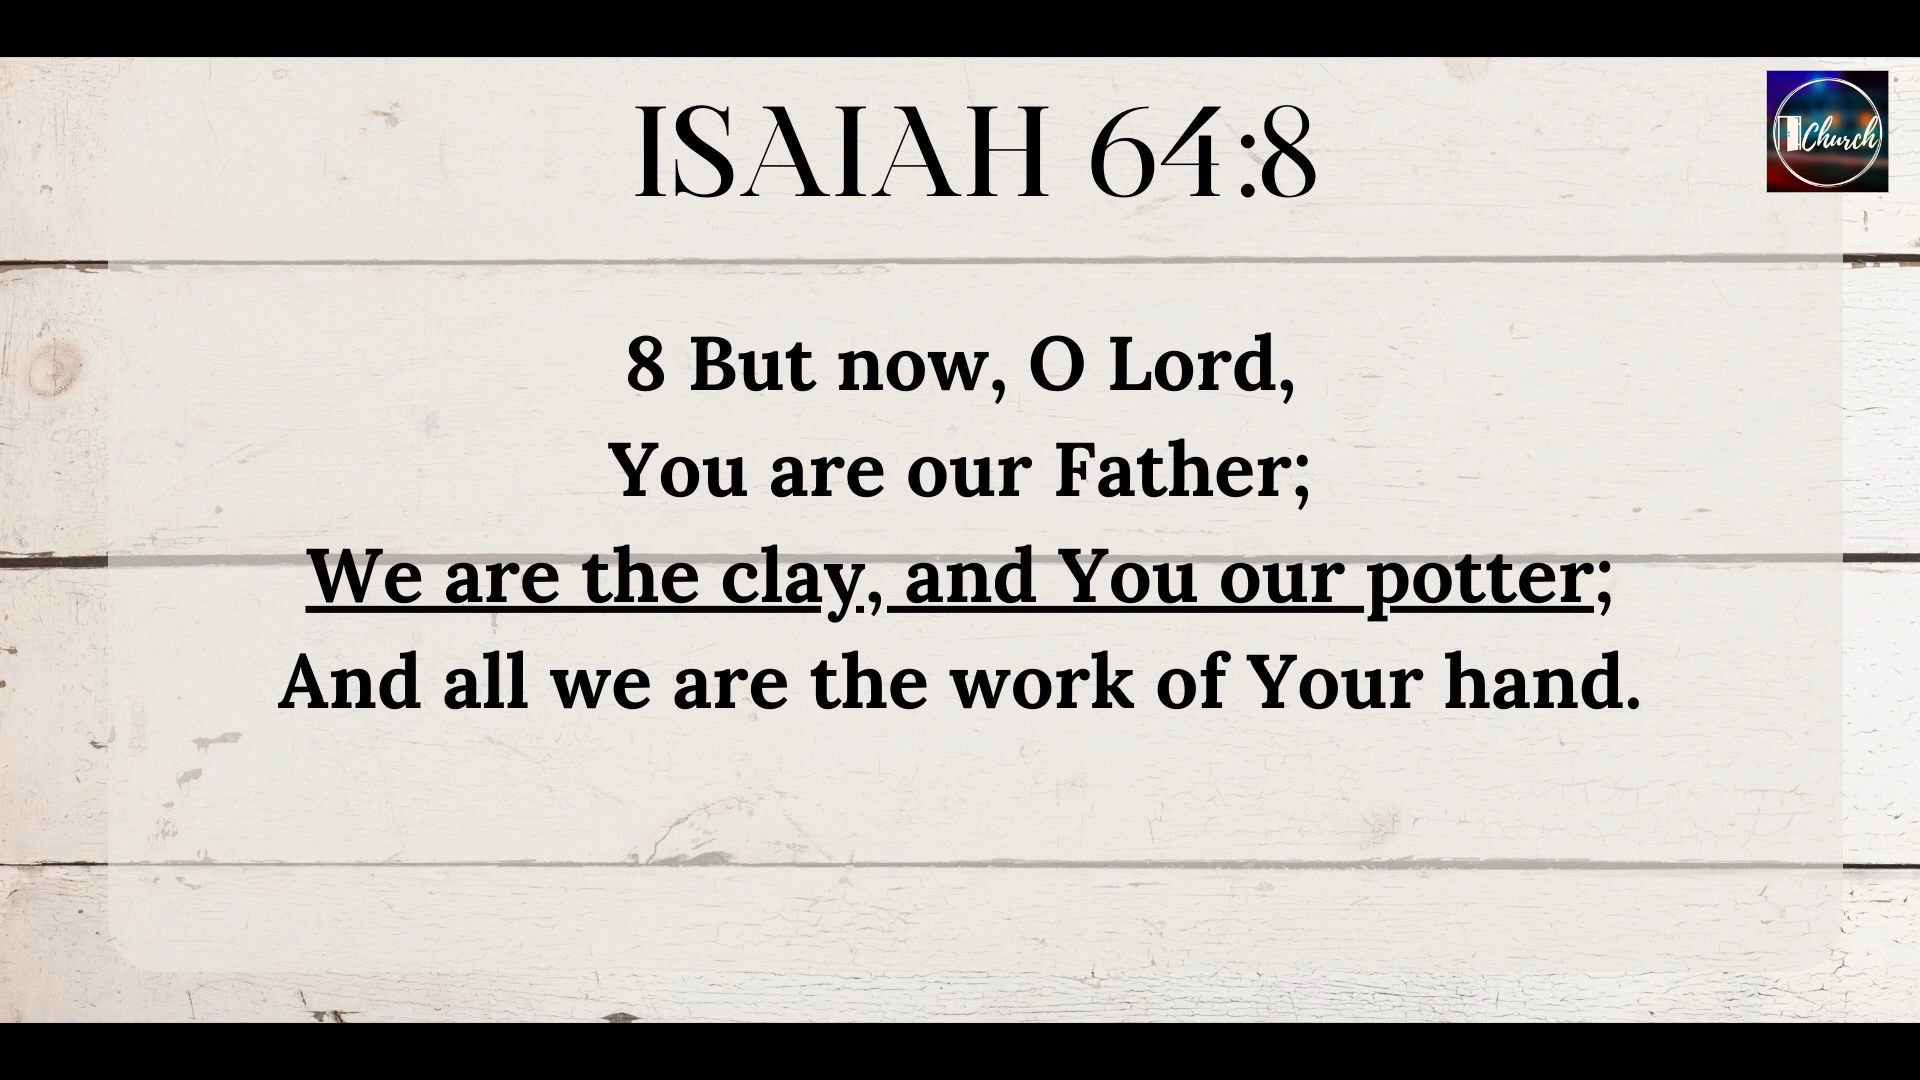 ISAIAH 64:8
Church
8 But now, O Lord,
You are our Father;
We are the clay, and You our potter;
And all we are the work of Your hand.